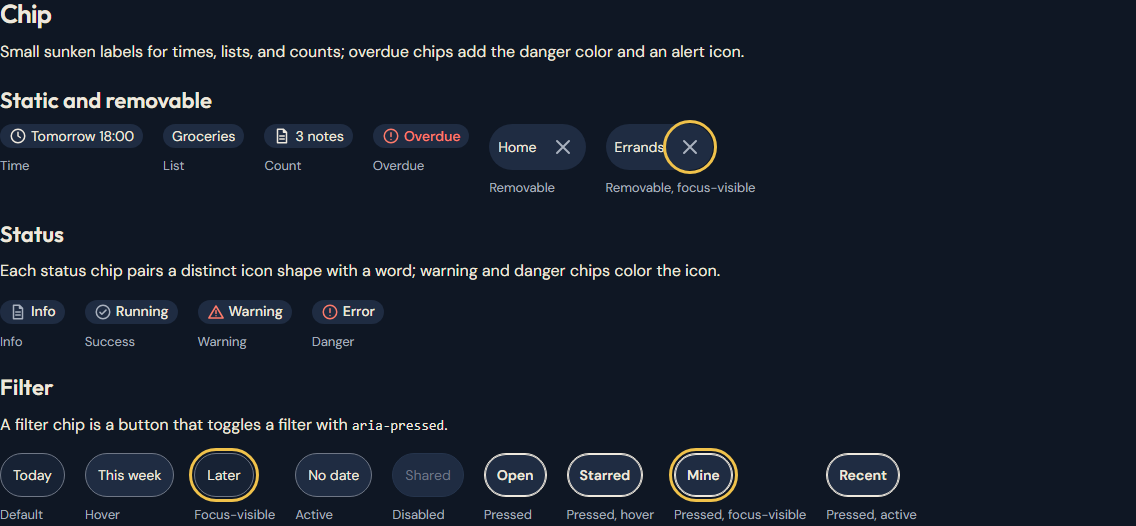 Chip
Small sunken labels for times, lists, and counts; overdue chips add the danger color and an alert icon.
Static and removable
Tomorrow 18:00 Groceries 3 notes Overdue Home Errands
Time List Count Overdue
Removable Removable, focus-visible
Status
Each status chip pairs a distinct icon shape with a word; warning and danger chips color the icon.
Info Running Warning Error
Info Success Warning Danger
Filter
A filter chip is a button that toggles a filter with aria-pressed.
Today This week Later No date Shared Open Starred Mine Recent
Default Hover Focus-visible Active Disabled Pressed Pressed, hover Pressed, focus-visible Pressed, active